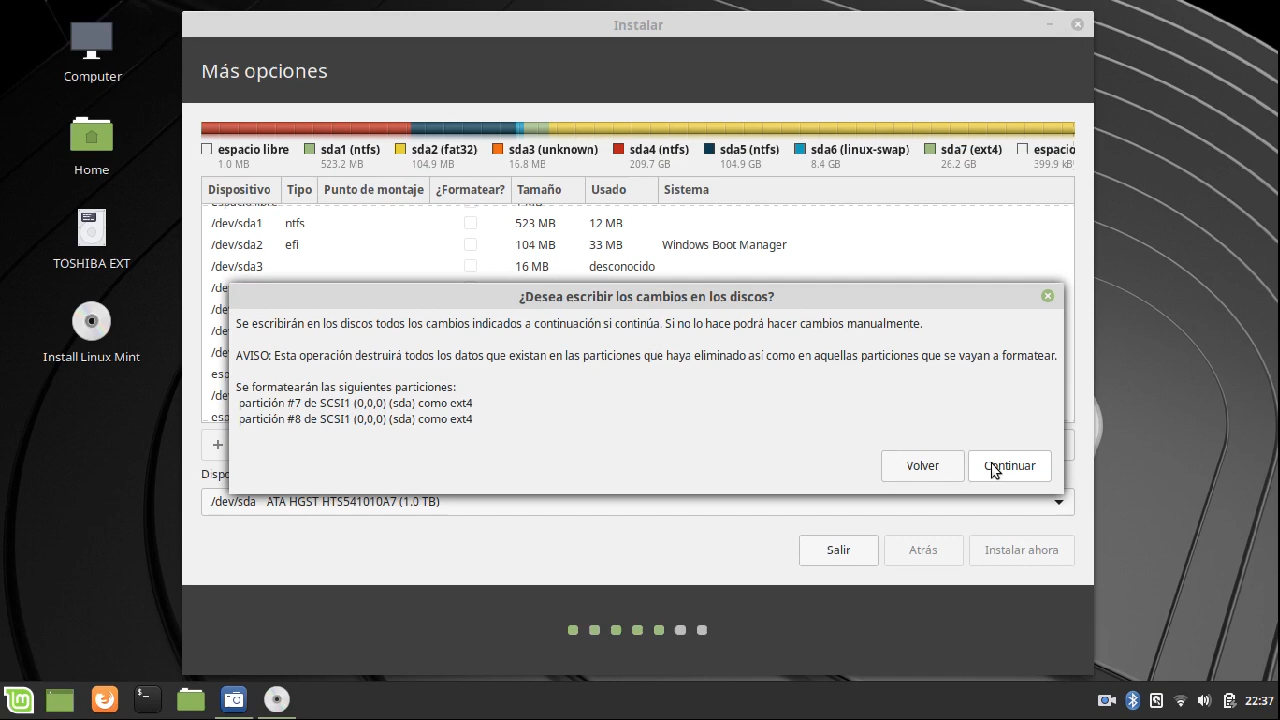 Instalar
Computer
Más opciones
espacio libre sda1 (ntfs) sda2 (fat32) sda3 (unknown) sda4 (ntfs) sda5 (ntfs) sda6 (linux-swap) sda7 (ext4) espacio
1.0 MB 523.2 MB 104.9 MB 16.8 MB 209.7 GB 104.9 GB 8.4 GB 26.2 GB 399.9 kB
Home
Dispositivo Tipo Punto de montaje ¿Formatear? Tamaño Usado Sistema
/dev/sda1 ntfs 523 MB 12 MB
/dev/sda2 efi 104 MB 33 MB Windows Boot Manager
TOSHIBA EXT
/dev/sda3 16 MB desconocido
¿Desea escribir los cambios en los discos?
Se escribirán en los discos todos los cambios indicados a continuación si continúa. Si no lo hace podrá hacer cambios manualmente.
AVISO: Esta operación destruirá todos los datos que existan en las particiones que haya eliminado así como en aquellas particiones que se vayan a formatear.
Install Linux Mint
Se formatearán las siguientes particiones:
partición #7 de SCSI1 (0,0,0) (sda) como ext4
partición #8 de SCSI1 (0,0,0) (sda) como ext4
+
Volver Continuar
Dispo
/dev/sda ATA HGST HTS541010A7 (1.0 TB)
Salir Atrás Instalar ahora
22:37